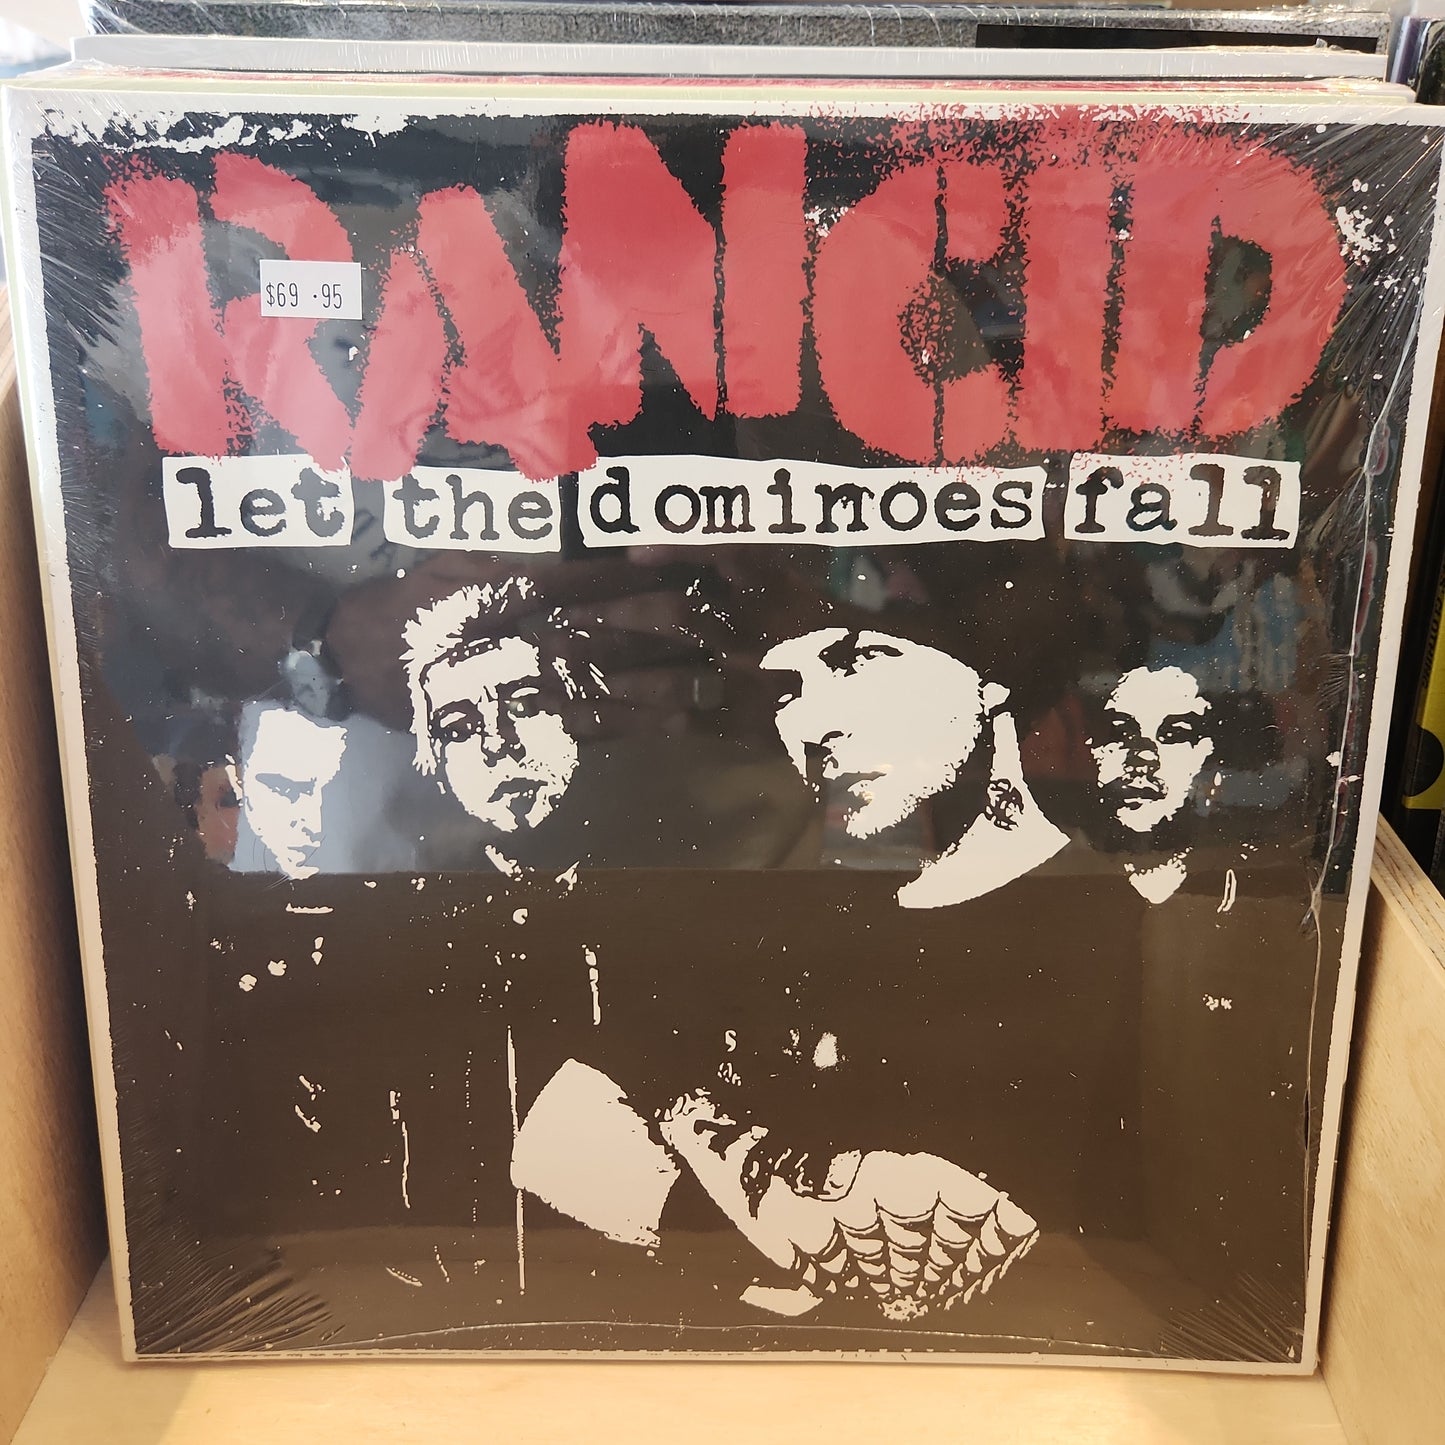 RANCID
$69.95
let the dominoes fall